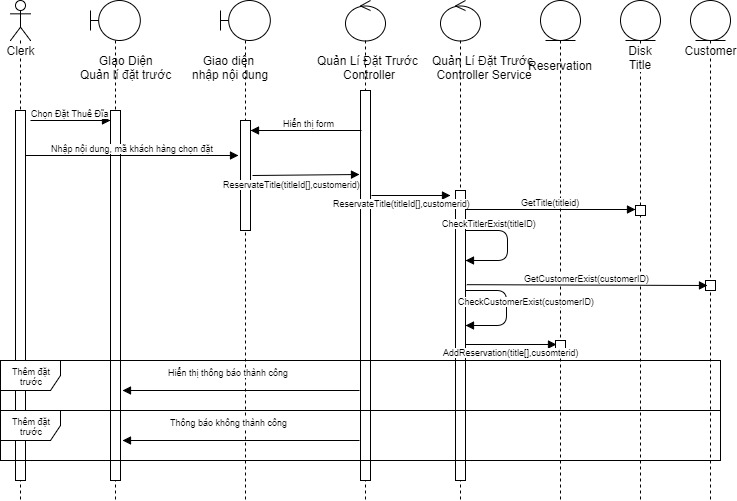 Clerk
GIao Diện
Quản lí đặt trước
Giao diện
nhập nội dung
Quản Lí Đặt Trước
Controller
Quản Lí Đặt Trước
Controller Service
Reservation
Disk
Title
Customer
Chọn Đặt Thuê Đĩa
Hiển thị form
Nhập nội dung, mã khách hàng chọn đặt
ReservateTitle(titleId[],customerid)
ReservateTitle(titleId[],customerid)
GetTitle(titleid)
CheckTitlerExist(titleID)
GetCustomerExist(customerID)
CheckCustomerExist(customerID)
AddReservation(title[],cusomterid)
Thêm đặt
trước
Hiển thị thông báo thành công
Thêm đặt
trước
Thông báo không thành công